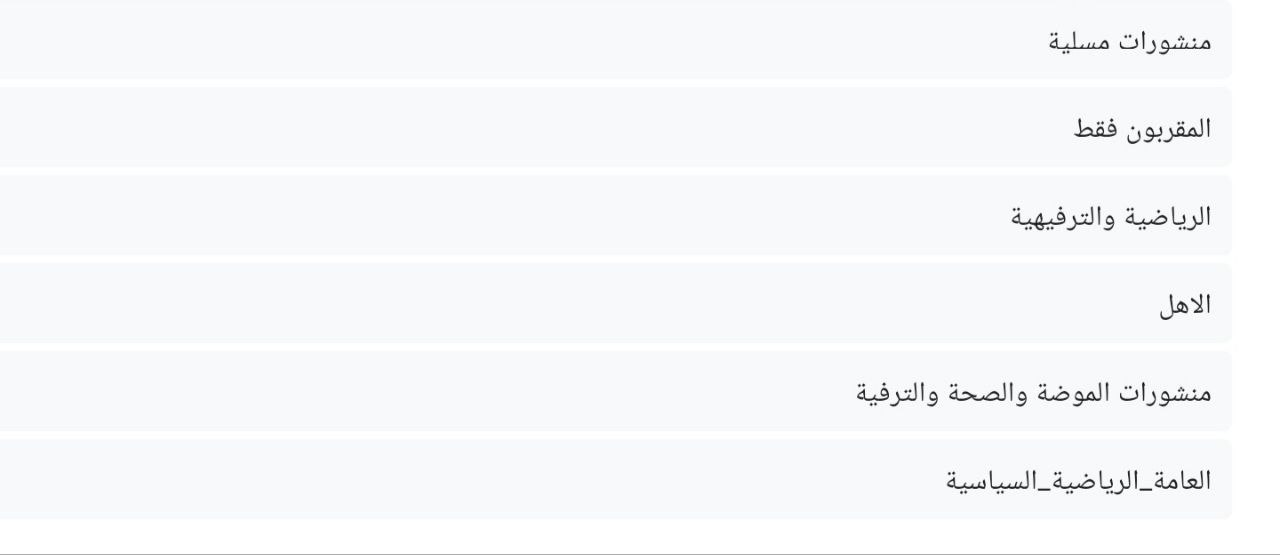 منشورات مسلية
المقربون فقط
الرياضية والترفيهية
الاهل
منشورات الموضة والصحة والترفية
العامة_الرياضية_السياسية